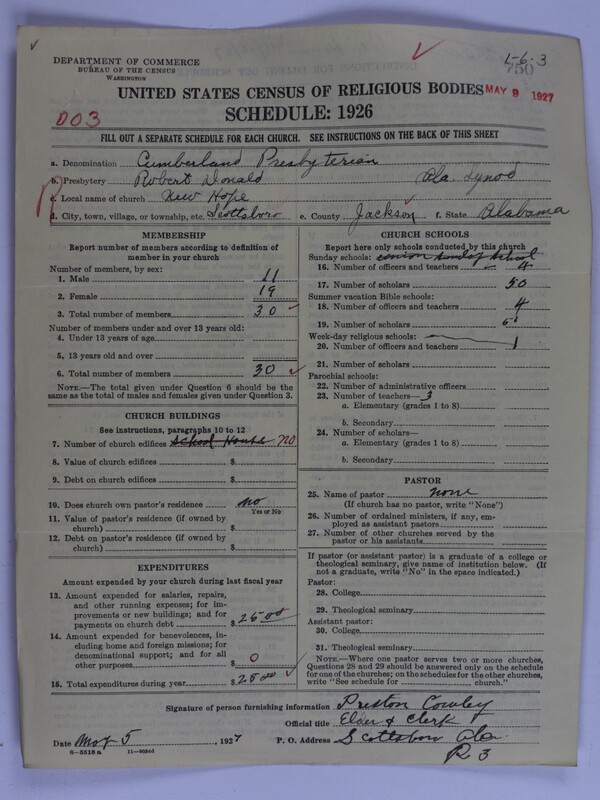 DEPARTMENT OF COMMERCE
BUREAU OF THE CENSUS
WASHINGTON
L-6-3
750
UNITED STATES CENSUS OF RELIGIOUS BODIES
MAY 9 1927
D03
SCHEDULE: 1926
FILL OUT A SEPARATE SCHEDULE FOR EACH CHURCH. SEE INSTRUCTIONS ON THE BACK OF THIS SHEET
a. Denomination Cumberland Presbyterian
b. Presbytery Robert Donald Ala. Synod
c. Local name of church New Hope
d. City, town, village, or township, etc. Scottsboro e. County Jackson f. State Alabama
MEMBERSHIP
Report number of members according to definition of
member in your church
Number of members, by sex:
1. Male 11
2. Female 19
3. Total number of members 30
Number of members under and over 13 years old:
4. Under 13 years of age
5. 13 years old and over
6. Total number of members 30
NOTE.—The total given under Question 6 should be
the same as the total of males and females given under Question 3.
CHURCH BUILDINGS
See instructions, paragraphs 10 to 12
7. Number of church edifices School House no
8. Value of church edifices $
9. Debt on church edifices $
10. Does church own pastor's residence? no
Yes or No
11. Value of pastor's residence (if owned by
church) $
12. Debt on pastor's residence (if owned by
church) $
EXPENDITURES
Amount expended by your church during last fiscal year
13. Amount expended for salaries, repairs,
and other running expenses; for im-
provements or new buildings; and for
payments on church debt $ 25 00
14. Amount expended for benevolences, in-
cluding home and foreign missions; for
denominational support; and for all
other purposes $ 0
15. Total expenditures during year $ 25 00
CHURCH SCHOOLS
Report here only schools conducted by this church
Sunday schools: union sunday school
16. Number of officers and teachers 4
17. Number of scholars 50
Summer vacation Bible schools:
18. Number of officers and teachers 4
19. Number of scholars
Week-day religious schools:
20. Number of officers and teachers 1
21. Number of scholars
Parochial schools:
22. Number of administrative officers
23. Number of teachers— 3
a. Elementary (grades 1 to 8)
b. Secondary
24. Number of scholars—
a. Elementary (grades 1 to 8)
b. Secondary
PASTOR
25. Name of pastor none
(If church has no pastor, write "None")
26. Number of ordained ministers, if any, em-
ployed as assistant pastors
27. Number of other churches served by the
pastor or his assistants
If pastor (or assistant pastor) is a graduate of a college or
theological seminary, give name of institution below. (If
not a graduate, write "No" in the space indicated.)
Pastor:
28. College
29. Theological seminary
Assistant pastor:
30. College
31. Theological seminary
NOTE.—Where one pastor serves two or more churches,
Questions 28 and 29 should be answered only on the schedule
for one of the churches; on the schedules for the other churches,
write "See schedule for church."
Signature of person furnishing information Preston Cowley
Official title Elder & Clerk
Date May 5, 1927 P. O. Address Scottsboro Ala.
8—5518a 11—9034d
R 3